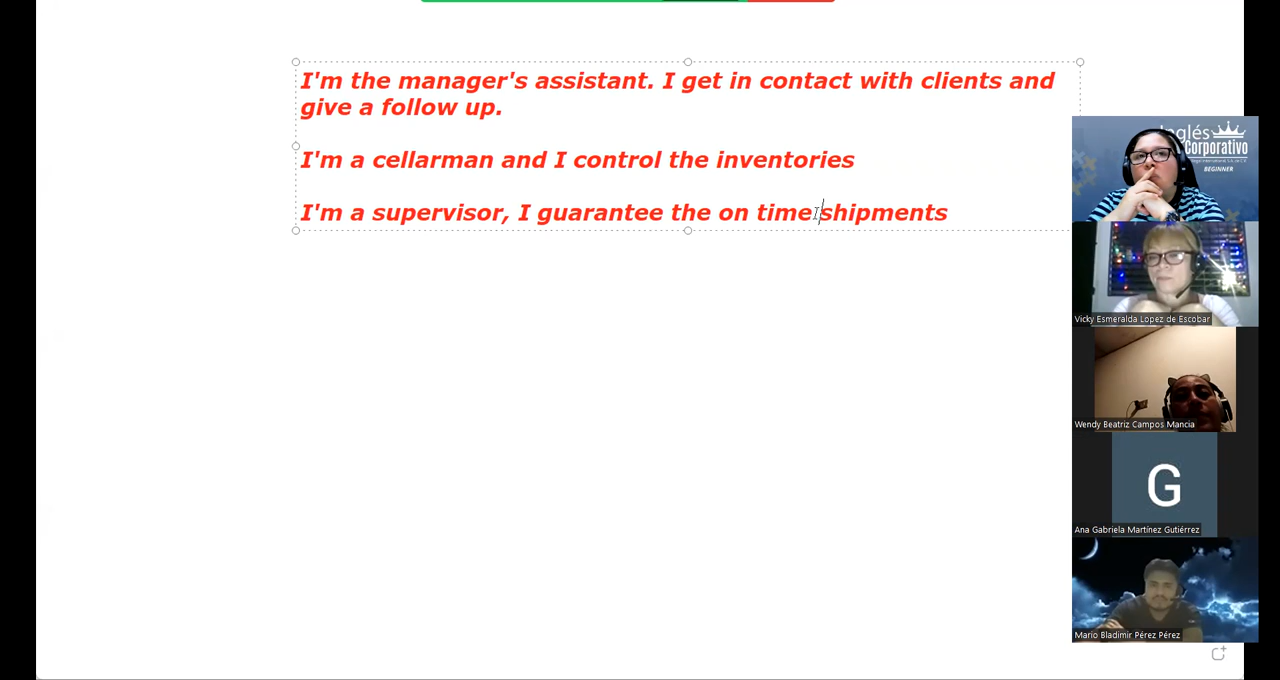 I'm the manager's assistant. I get in contact with clients and
give a follow up.
I'm a cellarman and I control the inventories
I'm a supervisor, I guarantee the on time shipments
Inglés
Corporativo
BEGINNER
Vicky Esmeralda Lopez de Escobar
Wendy Beatriz Campos Mancia
G
Ana Gabriela Martínez Gutiérrez
Mario Bladimir Pérez Pérez